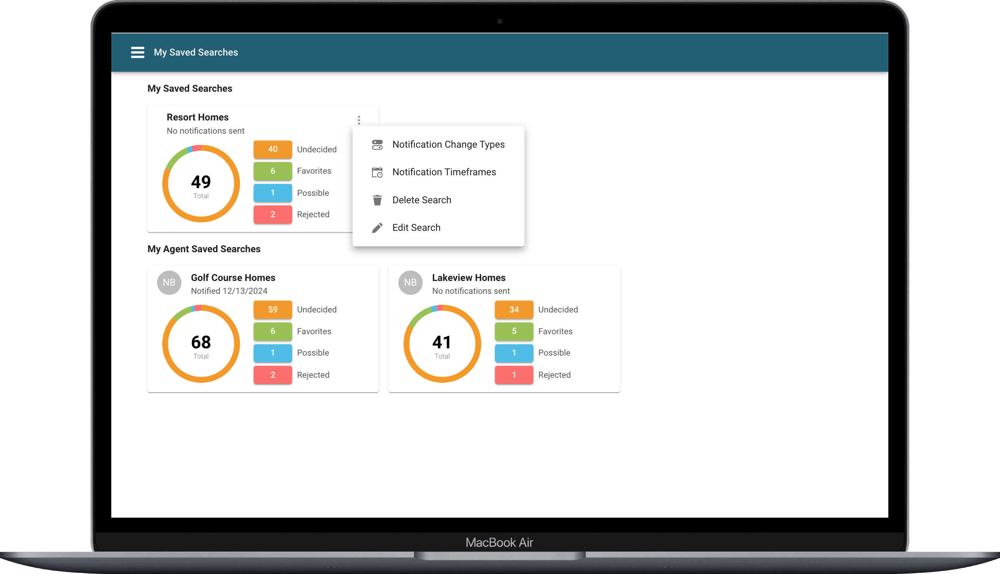 My Saved Searches
My Saved Searches
Resort Homes
No notifications sent
49
Total
40 Undecided
6 Favorites
1 Possible
2 Rejected
Notification Change Types
Notification Timeframes
Delete Search
Edit Search
My Agent Saved Searches
NB
Golf Course Homes
Notified 12/13/2024
68
Total
59 Undecided
6 Favorites
1 Possible
2 Rejected
NB
Lakeview Homes
No notifications sent
41
Total
34 Undecided
5 Favorites
1 Possible
1 Rejected
MacBook Air